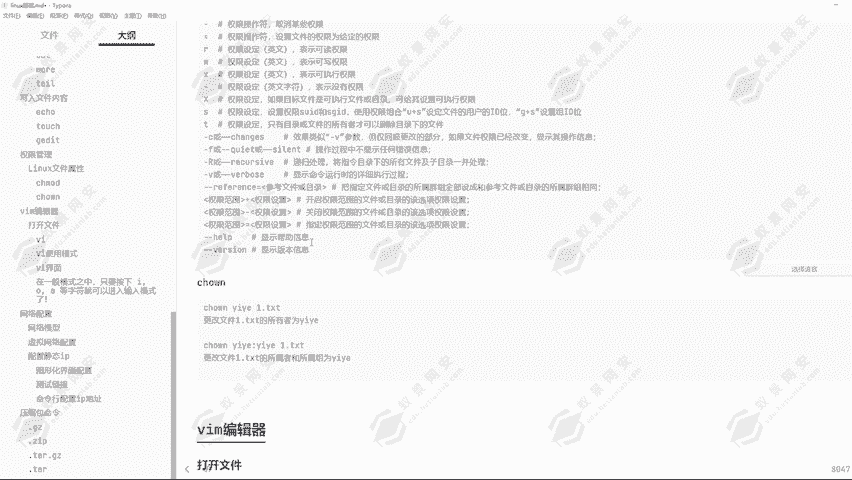 linux基础.md• - Typora
文件(F) 编辑(E) 段落(P) 格式(O) 视图(V) 主题(T) 帮助(H)
文件 大纲
more
tail
写入文件内容
echo
touch
gedit
权限管理
Linux文件属性
chmod
chown
vim编辑器
打开文件
vi
vi使用模式
vi界面
在一般模式之中，只要按下 i,
o, a 等字符就可以进入输入模式
了！
网络配置
网络模型
虚拟网络配置
配置静态ip
图形化界面配置
测试链接
命令行配置ip地址
压缩包命令
.gz
.zip
.tar.gz
.tar
- # 权限操作符，取消某些权限
= # 权限操作符，设置文件的权限为给定的权限
r # 权限设定（英文），表示可读权限
w # 权限设定（英文），表示可写权限
x # 权限设定（英文），表示可执行权限
- # 权限设定（英文字符），表示没有权限
X # 权限设定，如果目标文件是可执行文件或目录，可给其设置可执行权限
s # 权限设定，设置权限suid和sgid，使用权限组合“u+s”设定文件的用户的ID位，“g+s”设置组ID位
t # 权限设定，只有目录或文件的所有者才可以删除目录下的文件
-c或——changes # 效果类似“-v”参数，但仅回报更改的部分，如果文件权限已经改变，显示其操作信息；
-f或--quiet或——silent # 操作过程中不显示任何错误信息；
-R或——recursive # 递归处理，将指令目录下的所有文件及子目录一并处理；
-v或——verbose # 显示命令运行时的详细执行过程；
--reference=<参考文件或目录> # 把指定文件或目录的所属群组全部设成和参考文件或目录的所属群组相同；
<权限范围>+<权限设置> # 开启权限范围的文件或目录的该选项权限设置；
<权限范围>-<权限设置> # 关闭权限范围的文件或目录的该选项权限设置；
<权限范围>=<权限设置> # 指定权限范围的文件或目录的该选项权限设置；
--help # 显示帮助信息；
--version # 显示版本信息
选择语言
chown
chown yiye 1.txt
更改文件1.txt的所有者为yiye
chown yiye:yiye 1.txt
更改文件1.txt的所属者和所属组为yiye
vim编辑器
打开文件
8047
蚁景网安
edu.hetianlab.com